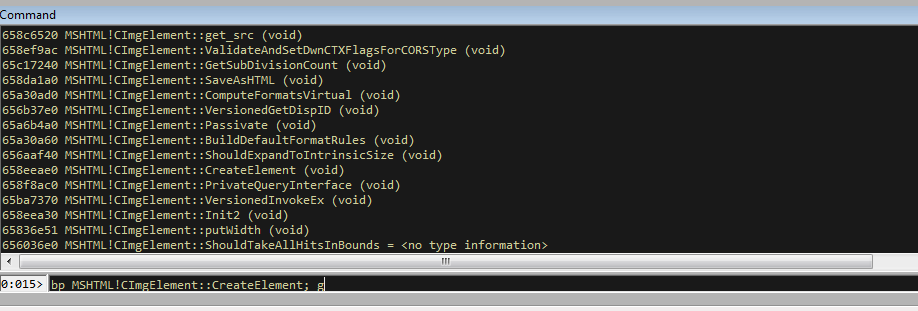 Command
658c6520 MSHTML!CImgElement::get_src (void)
658ef9ac MSHTML!CImgElement::ValidateAndSetDwnCTXFlagsForCORSType (void)
65c17240 MSHTML!CImgElement::GetSubDivisionCount (void)
658da1a0 MSHTML!CImgElement::SaveAsHTML (void)
65a30ad0 MSHTML!CImgElement::ComputeFormatsVirtual (void)
656b37e0 MSHTML!CImgElement::VersionedGetDispID (void)
65a6b4a0 MSHTML!CImgElement::Passivate (void)
65a30a60 MSHTML!CImgElement::BuildDefaultFormatRules (void)
656aaf40 MSHTML!CImgElement::ShouldExpandToIntrinsicSize (void)
658eeae0 MSHTML!CImgElement::CreateElement (void)
658f8ac0 MSHTML!CImgElement::PrivateQueryInterface (void)
65ba7370 MSHTML!CImgElement::VersionedInvokeEx (void)
658eea30 MSHTML!CImgElement::Init2 (void)
65836e51 MSHTML!CImgElement::putWidth (void)
656036e0 MSHTML!CImgElement::ShouldTakeAllHitsInBounds = <no type information>
0:015> bp MSHTML!CImgElement::CreateElement; g